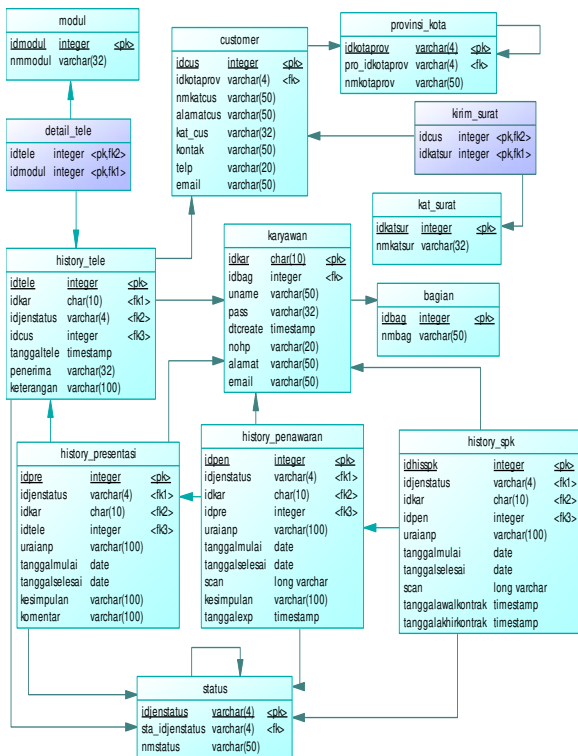 modul
idmodul integer <pk>
nmmodul varchar(32)
customer
idcus integer <pk>
idkotaprov varchar(4) <fk>
nmkatcus varchar(50)
alamatcus varchar(50)
kat_cus varchar(32)
kontak varchar(50)
telp varchar(20)
email varchar(50)
provinsi_kota
idkotaprov varchar(4) <pk>
pro_idkotaprov varchar(4) <fk>
nmkotaprov varchar(50)
detail_tele
idtele integer <pk,fk2>
idmodul integer <pk,fk1>
kirim_surat
idcus integer <pk,fk2>
idkatsur integer <pk,fk1>
kat_surat
idkatsur integer <pk>
nmkatsur varchar(32)
history_tele
idtele integer <pk>
idkar char(10) <fk1>
idjenstatus varchar(4) <fk2>
idcus integer <fk3>
tanggaltele timestamp
penerima varchar(32)
keterangan varchar(100)
karyawan
idkar char(10) <pk>
idbag integer <fk>
uname varchar(50)
pass varchar(32)
dtcreate timestamp
nohp varchar(20)
alamat varchar(50)
email varchar(50)
bagian
idbag integer <pk>
nmbag varchar(50)
history_presentasi
idpre integer <pk>
idjenstatus varchar(4) <fk1>
idkar char(10) <fk2>
idtele integer <fk3>
uraianp varchar(100)
tanggalmulai date
tanggalselesai date
kesimpulan varchar(100)
komentar varchar(100)
history_penawaran
idpen integer <pk>
idjenstatus varchar(4) <fk1>
idkar char(10) <fk2>
idpre integer <fk3>
uraianp varchar(100)
tanggalmulai date
tanggalselesai date
scan long varchar
kesimpulan varchar(100)
tanggalexp timestamp
history_spk
idhisspk integer <pk>
idjenstatus varchar(4) <fk1>
idkar char(10) <fk2>
idpen integer <fk3>
uraianp varchar(100)
tanggalmulai date
tanggalselesai date
scan long varchar
tanggalawalkontrak timestamp
tanggalakhirkontrak timestamp
status
idjenstatus varchar(4) <pk>
sta_idjenstatus varchar(4) <fk>
nmstatus varchar(50)